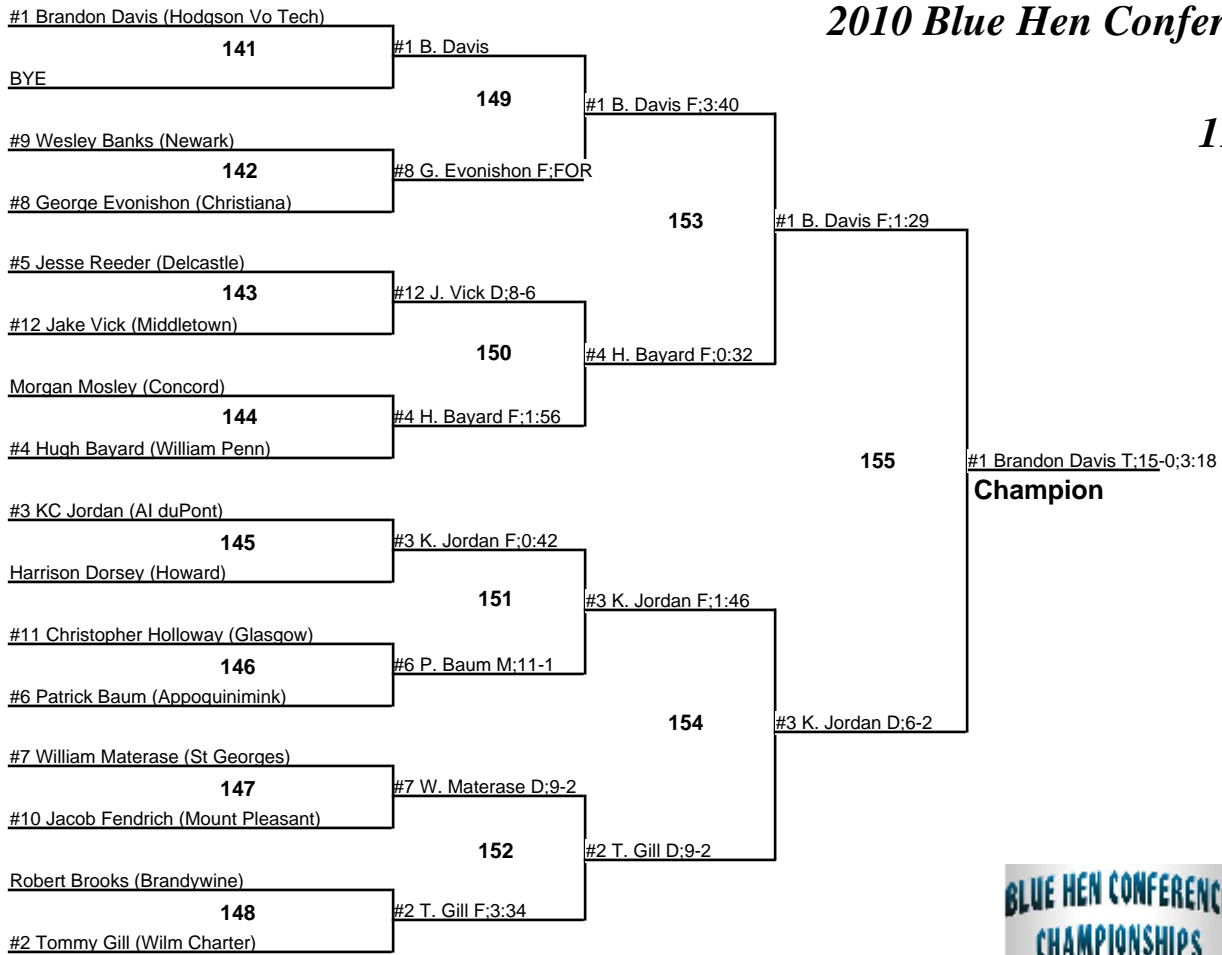 #1 Brandon Davis (Hodgson Vo Tech)
2010 Blue Hen Confer
141
#1 B. Davis
BYE
149
#1 B. Davis F;3:40
#9 Wesley Banks (Newark)
142
#8 G. Evonishon F;FOR
#8 George Evonishon (Christiana)
153
#1 B. Davis F;1:29
#5 Jesse Reeder (Delcastle)
143
#12 J. Vick D;8-6
#12 Jake Vick (Middletown)
150
#4 H. Bayard F;0:32
Morgan Mosley (Concord)
144
#4 H. Bayard F;1:56
#4 Hugh Bayard (William Penn)
155
#1 Brandon Davis T;15-0;3:18
Champion
#3 KC Jordan (AI duPont)
145
#3 K. Jordan F;0:42
Harrison Dorsey (Howard)
151
#3 K. Jordan F;1:46
#11 Christopher Holloway (Glasgow)
146
#6 P. Baum M;11-1
#6 Patrick Baum (Appoquinimink)
154
#3 K. Jordan D;6-2
#7 William Materase (St Georges)
147
#7 W. Materase D;9-2
#10 Jacob Fendrich (Mount Pleasant)
152
#2 T. Gill D;9-2
Robert Brooks (Brandywine)
148
#2 T. Gill F;3:34
#2 Tommy Gill (Wilm Charter)
BLUE HEN CONFERENC
CHAMPIONSHIPS